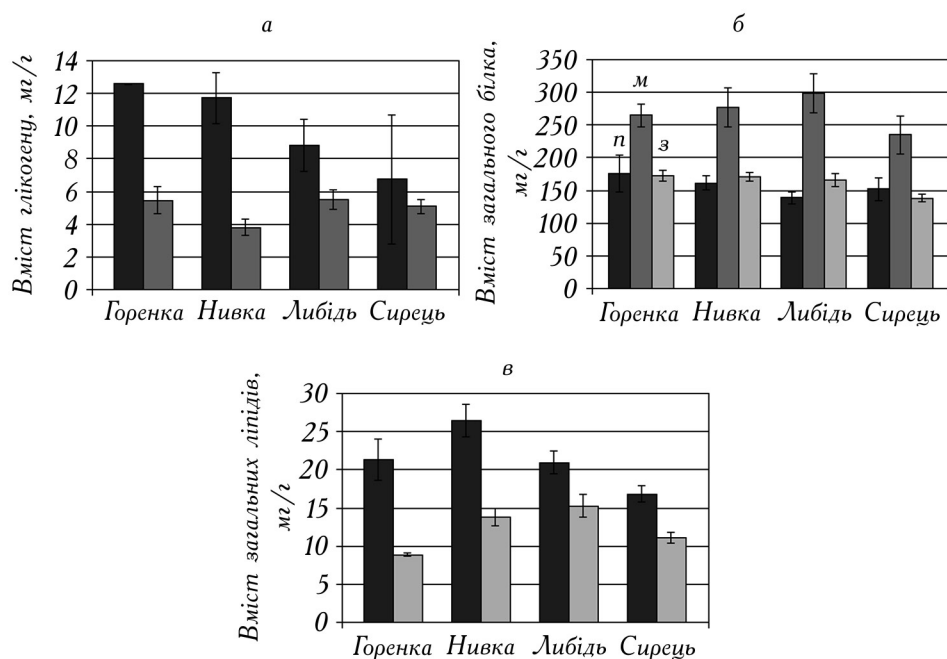 а
Вміст глікогену, мг/г
14
12
10
8
6
4
2
0
Горенка Нивка Либідь Сирець
б
Вміст загального білка,
мг/г
350
300
250
200
150
100
50
0
п
м
з
Горенка Нивка Либідь Сирець
в
Вміст загальних ліпідів,
мг/г
30
25
20
15
10
5
0
Горенка Нивка Либідь Сирець